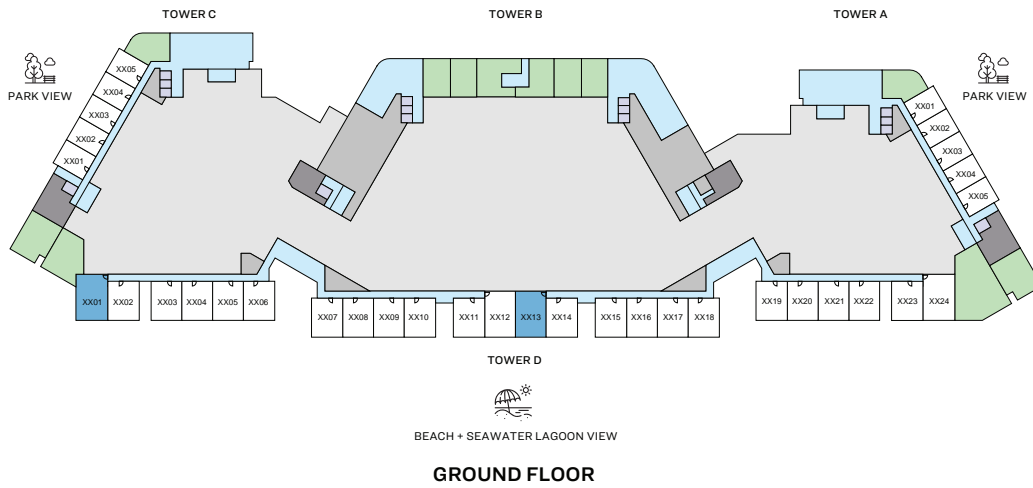 TOWER C
TOWER B
TOWER A
PARK VIEW
PARK VIEW
XX05
XX04
XX03
XX02
XX01
XX01
XX02
XX03
XX04
XX05
XX01
XX02
XX03
XX04
XX05
XX06
XX07
XX08
XX09
XX10
XX11
XX12
XX13
XX14
XX15
XX16
XX17
XX18
XX19
XX20
XX21
XX22
XX23
XX24
TOWER D
BEACH + SEAWATER LAGOON VIEW
GROUND FLOOR